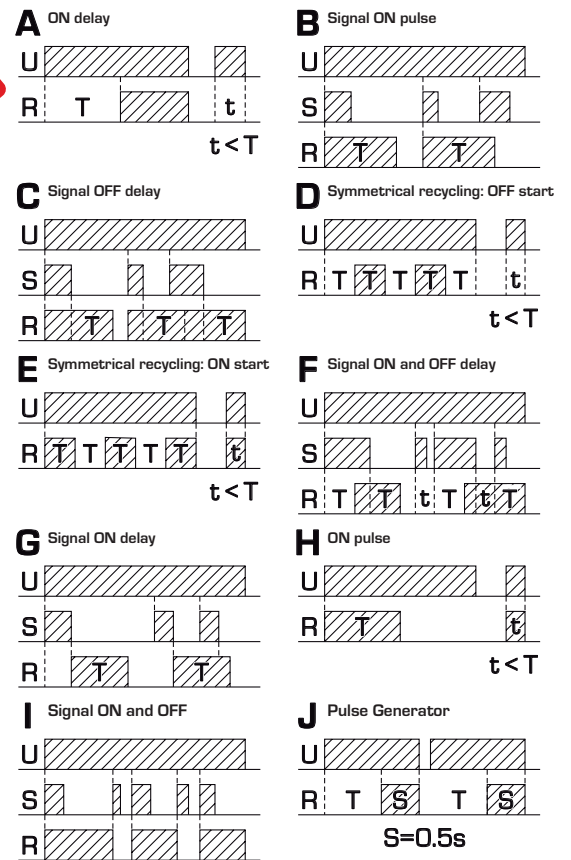 A ON delay
U
R T t
t<T
B Signal ON pulse
U
S
R T T
C Signal OFF delay
U
S
R T T T
D Symmetrical recycling: OFF start
U
R T T T T T t
t<T
E Symmetrical recycling: ON start
U
R T T T T T t
t<T
F Signal ON and OFF delay
U
S
R T T t T t T
G Signal ON delay
U
S
R T T
H ON pulse
U
R T t
t<T
I Signal ON and OFF
U
S
R
J Pulse Generator
U
R T S T S
S=0.5s